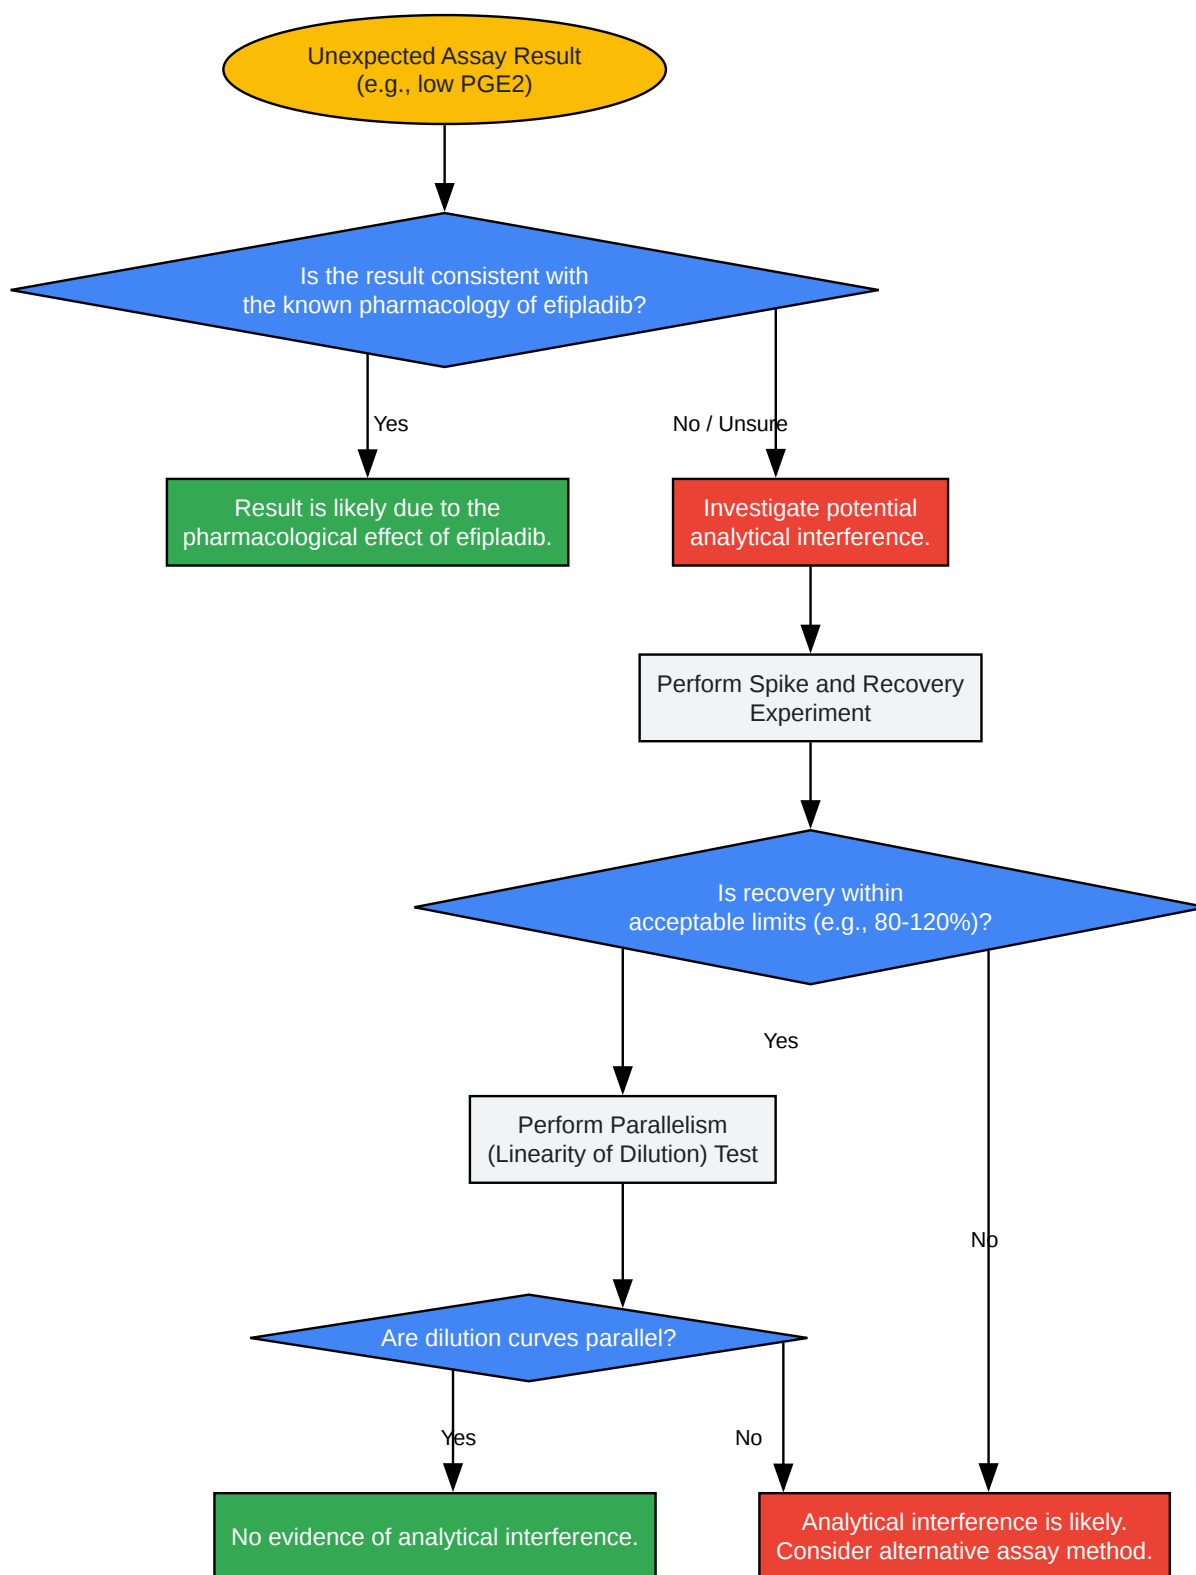 Unexpected Assay Result
(e.g., low PGE2)
Is the result consistent with
the known pharmacology of efipladib?
Yes
No / Unsure
Result is likely due to the
pharmacological effect of efipladib.
Investigate potential
analytical interference.
Perform Spike and Recovery
Experiment
Is recovery within
acceptable limits (e.g., 80-120%)?
Yes
Perform Parallelism
(Linearity of Dilution) Test
No
Are dilution curves parallel?
Yes
No
No evidence of analytical interference.
Analytical interference is likely.
Consider alternative assay method.